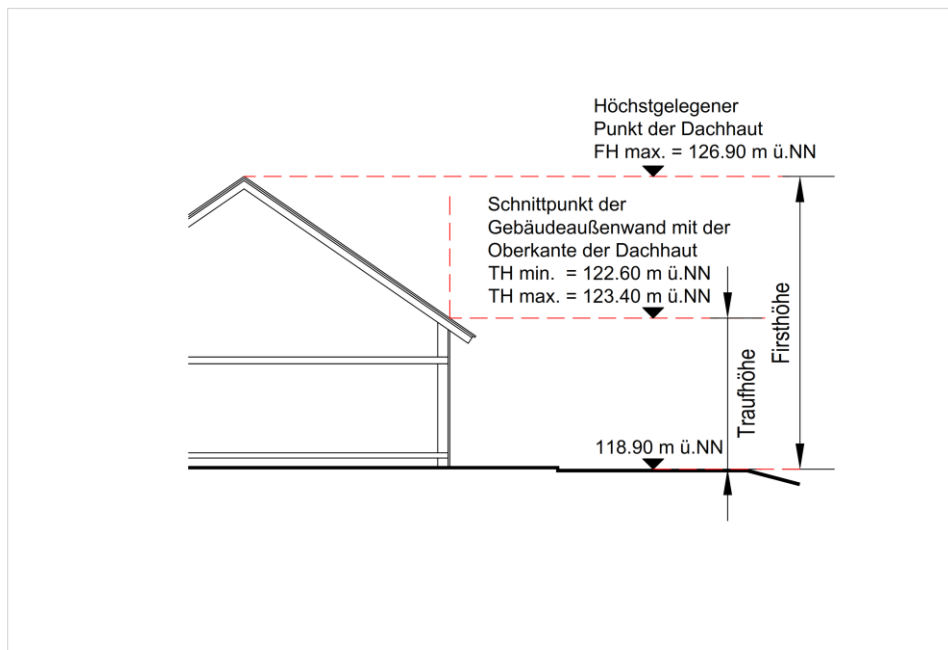 Höchstgelegener
Punkt der Dachhaut
FH max. = 126.90 m ü.NN
Schnittpunkt der
Gebäudeaußenwand mit der
Oberkante der Dachhaut
TH min.  = 122.60 m ü.NN
TH max. = 123.40 m ü.NN
Firsthöhe
Traufhöhe
118.90 m ü.NN